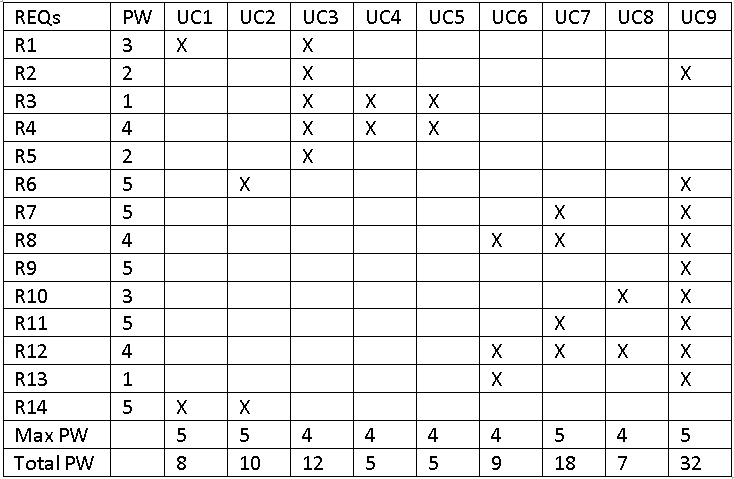 REQs PW UC1 UC2 UC3 UC4 UC5 UC6 UC7 UC8 UC9
R1 3 X X
R2 2 X X
R3 1 X X X
R4 4 X X X
R5 2 X
R6 5 X X
R7 5 X X
R8 4 X X X
R9 5 X
R10 3 X X
R11 5 X X
R12 4 X X X X
R13 1 X X
R14 5 X X
Max PW 5 5 4 4 4 4 5 4 5
Total PW 8 10 12 5 5 9 18 7 32